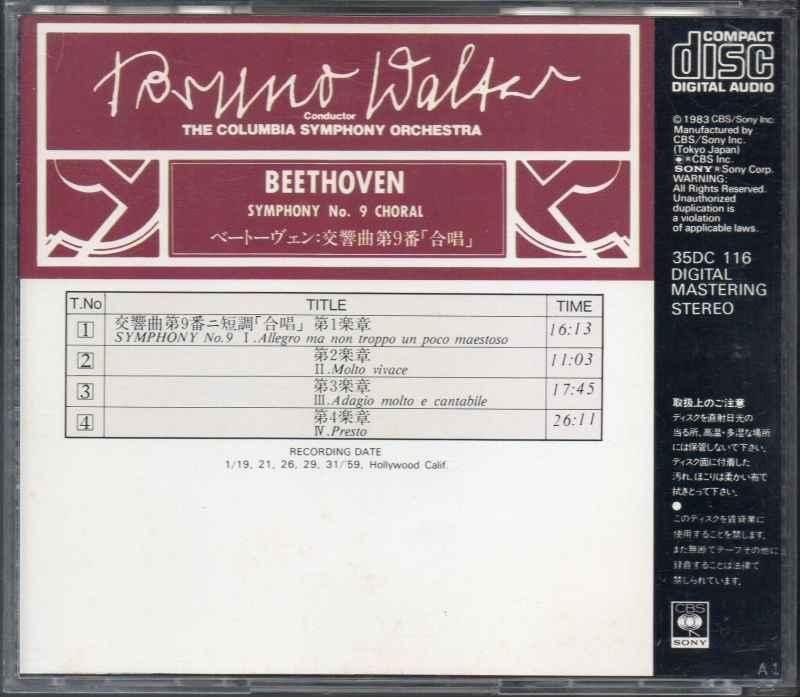 Bruno Walter
Conductor
THE COLUMBIA SYMPHONY ORCHESTRA
BEETHOVEN
SYMPHONY No. 9 CHORAL
ベートーヴェン:交響曲第9番「合唱」
T.No TITLE TIME
1 交響曲第9番ニ短調「合唱」 第1楽章 16:13
SYMPHONY No.9 I.Allegro ma non troppo un poco maestoso
2 第2楽章 11:03
II.Molto vivace
3 第3楽章 17:45
III.Adagio molto e cantabile
4 第4楽章 26:11
IV.Presto
RECORDING DATE
1/19, 21, 26, 29, 31/'59, Hollywood Calif.
COMPACT
disc
DIGITAL AUDIO
©1983 CBS/Sony Inc.
Manufactured by
CBS/Sony Inc.
(Tokyo Japan)
®CBS Inc.
SONY ® Sony Corp.
WARNING:
All Rights Reserved.
Unauthorized
duplication is
a violation
of applicable laws.
35DC 116
DIGITAL
MASTERING
STEREO
取扱上のご注意
ディスクを直射日光の
当る所、高温・多湿な場所
には保管しないで下さい。
ディスク面に付着した
汚れ、ほこりは柔かい布で
拭きとって下さい。
●
このディスクを賃貸業に
使用することを禁します。
また無断でテープその他に
録音することは法律で
禁じられています。
CBS
SONY
A1